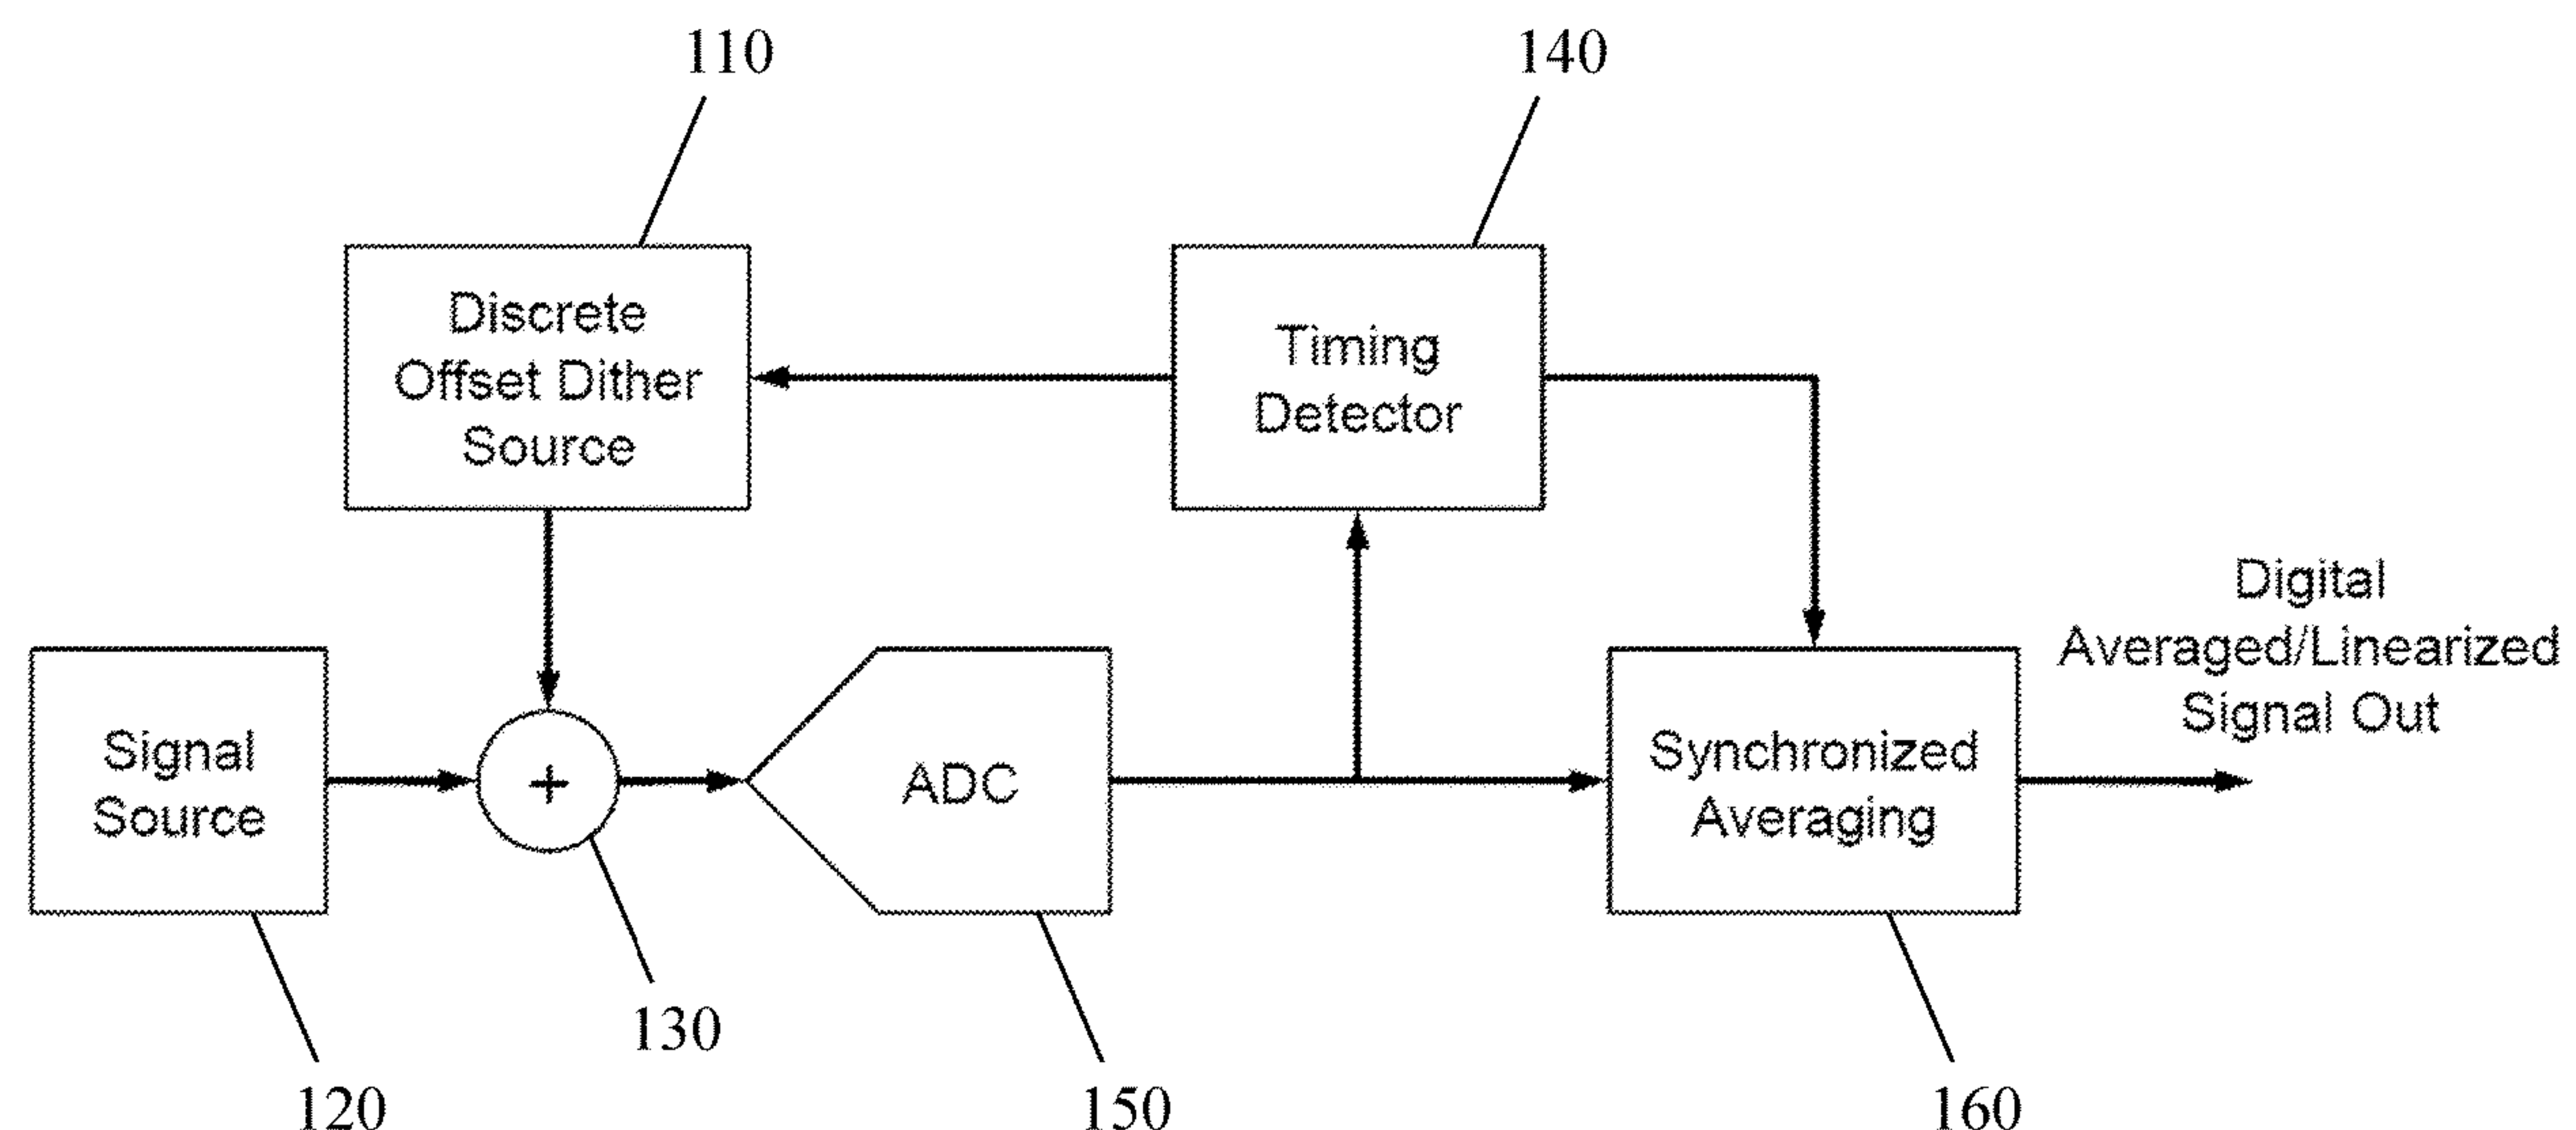 110
140
Discrete
Offset Dither
Source
Timing
Detector
Signal
Source
+
ADC
Synchronized
Averaging
Digital
Averaged/Linearized
Signal Out
130
120
150
160